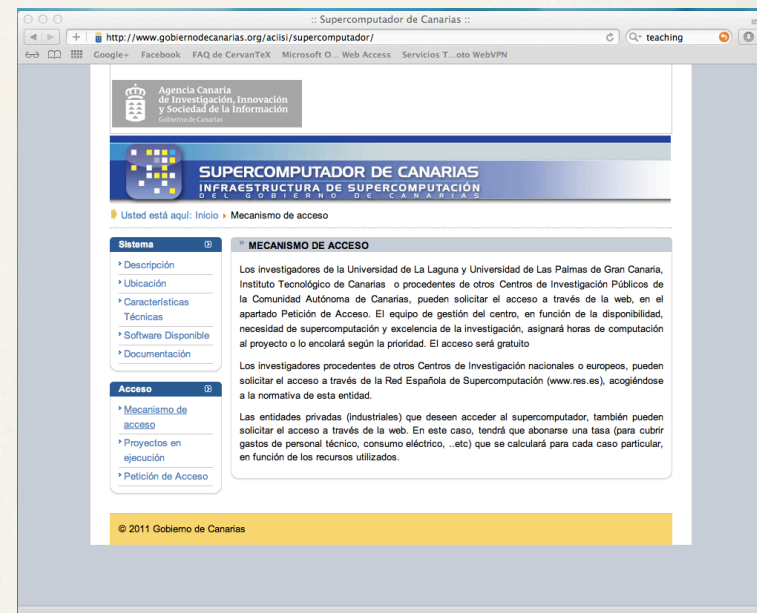 :: Supercomputador de Canarias ::
http://www.gobiernodecanarias.org/aciisi/supercomputador/
teaching
Google+ Facebook FAQ de CervanTeX Microsoft O... Web Access Servicios T...oto WebVPN
Agencia Canaria
de Investigación, Innovación
y Sociedad de la Información
Gobierno de Canarias
SUPERCOMPUTADOR DE CANARIAS
INFRAESTRUCTURA DE SUPERCOMPUTACIÓN
DEL GOBIERNO DE CANARIAS
Usted está aquí: Inicio Mecanismo de acceso
Sistema
Descripción
Ubicación
Características
Técnicas
Software Disponible
Documentación
Acceso
Mecanismo de
acceso
Proyectos en
ejecución
Petición de Acceso
» MECANISMO DE ACCESO
Los investigadores de la Universidad de La Laguna y Universidad de Las Palmas de Gran Canaria,
Instituto Tecnológico de Canarias o procedentes de otros Centros de Investigación Públicos de
la Comunidad Autónoma de Canarias, pueden solicitar el acceso a través de la web, en el
apartado Petición de Acceso. El equipo de gestión del centro, en función de la disponibilidad,
necesidad de supercomputación y excelencia de la investigación, asignará horas de computación
al proyecto o lo encolará según la prioridad. El acceso será gratuito
Los investigadores procedentes de otros Centros de Investigación nacionales o europeos, pueden
solicitar el acceso a través de la Red Española de Supercomputación (www.res.es), acogiéndose
a la normativa de esta entidad.
Las entidades privadas (industriales) que deseen acceder al supercomputador, también pueden
solicitar el acceso a través de la web. En este caso, tendrá que abonarse una tasa (para cubrir
gastos de personal técnico, consumo eléctrico, ..etc) que se calculará para cada caso particular,
en función de los recursos utilizados.
© 2011 Gobierno de Canarias